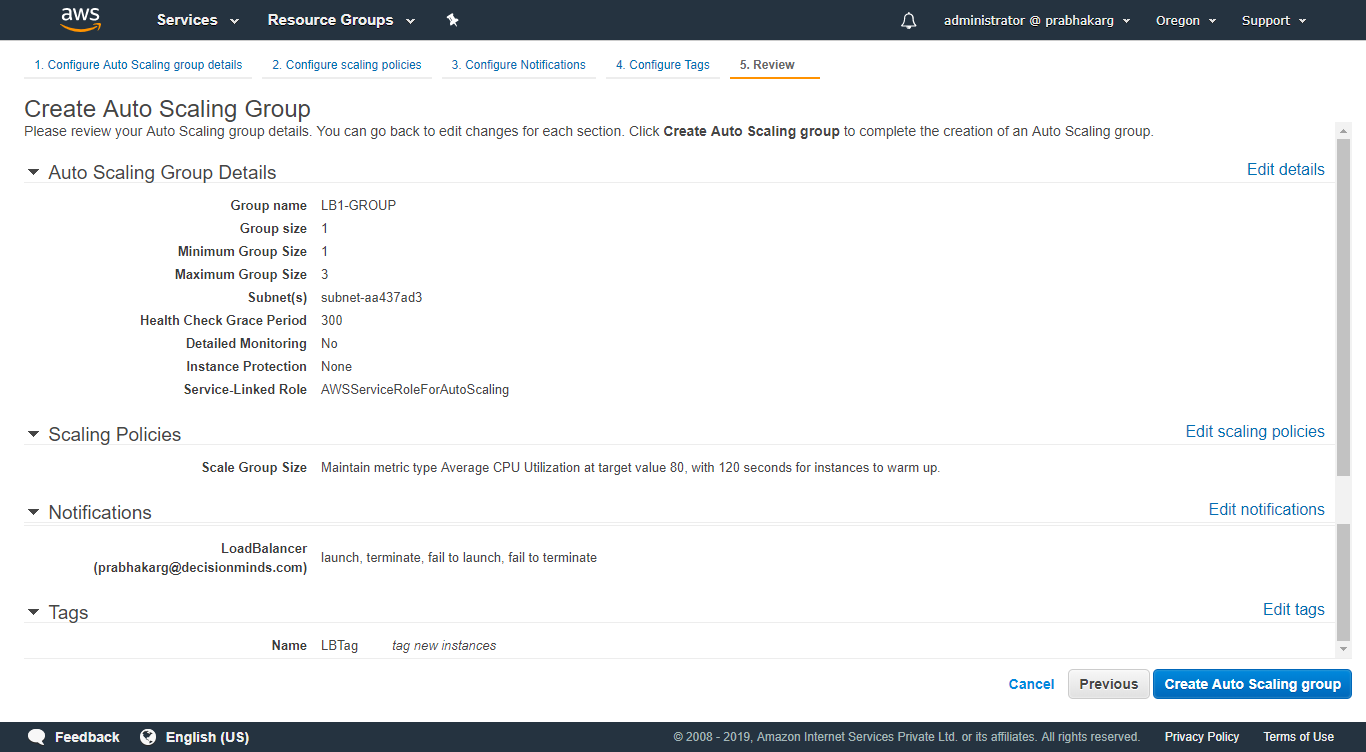 aws Services Resource Groups administrator @ prabhakarg Oregon Support
1. Configure Auto Scaling group details 2. Configure scaling policies 3. Configure Notifications 4. Configure Tags 5. Review
Create Auto Scaling Group
Please review your Auto Scaling group details. You can go back to edit changes for each section. Click Create Auto Scaling group to complete the creation of an Auto Scaling group.
Auto Scaling Group Details Edit details
Group name LB1-GROUP
Group size 1
Minimum Group Size 1
Maximum Group Size 3
Subnet(s) subnet-aa437ad3
Health Check Grace Period 300
Detailed Monitoring No
Instance Protection None
Service-Linked Role AWSServiceRoleForAutoScaling
Scaling Policies Edit scaling policies
Scale Group Size Maintain metric type Average CPU Utilization at target value 80, with 120 seconds for instances to warm up.
Notifications Edit notifications
LoadBalancer
(prabhakarg@decisionminds.com) launch, terminate, fail to launch, fail to terminate
Tags Edit tags
Name LBTag tag new instances
Cancel Previous Create Auto Scaling group
Feedback English (US) © 2008 - 2019, Amazon Internet Services Private Ltd. or its affiliates. All rights reserved. Privacy Policy Terms of Use